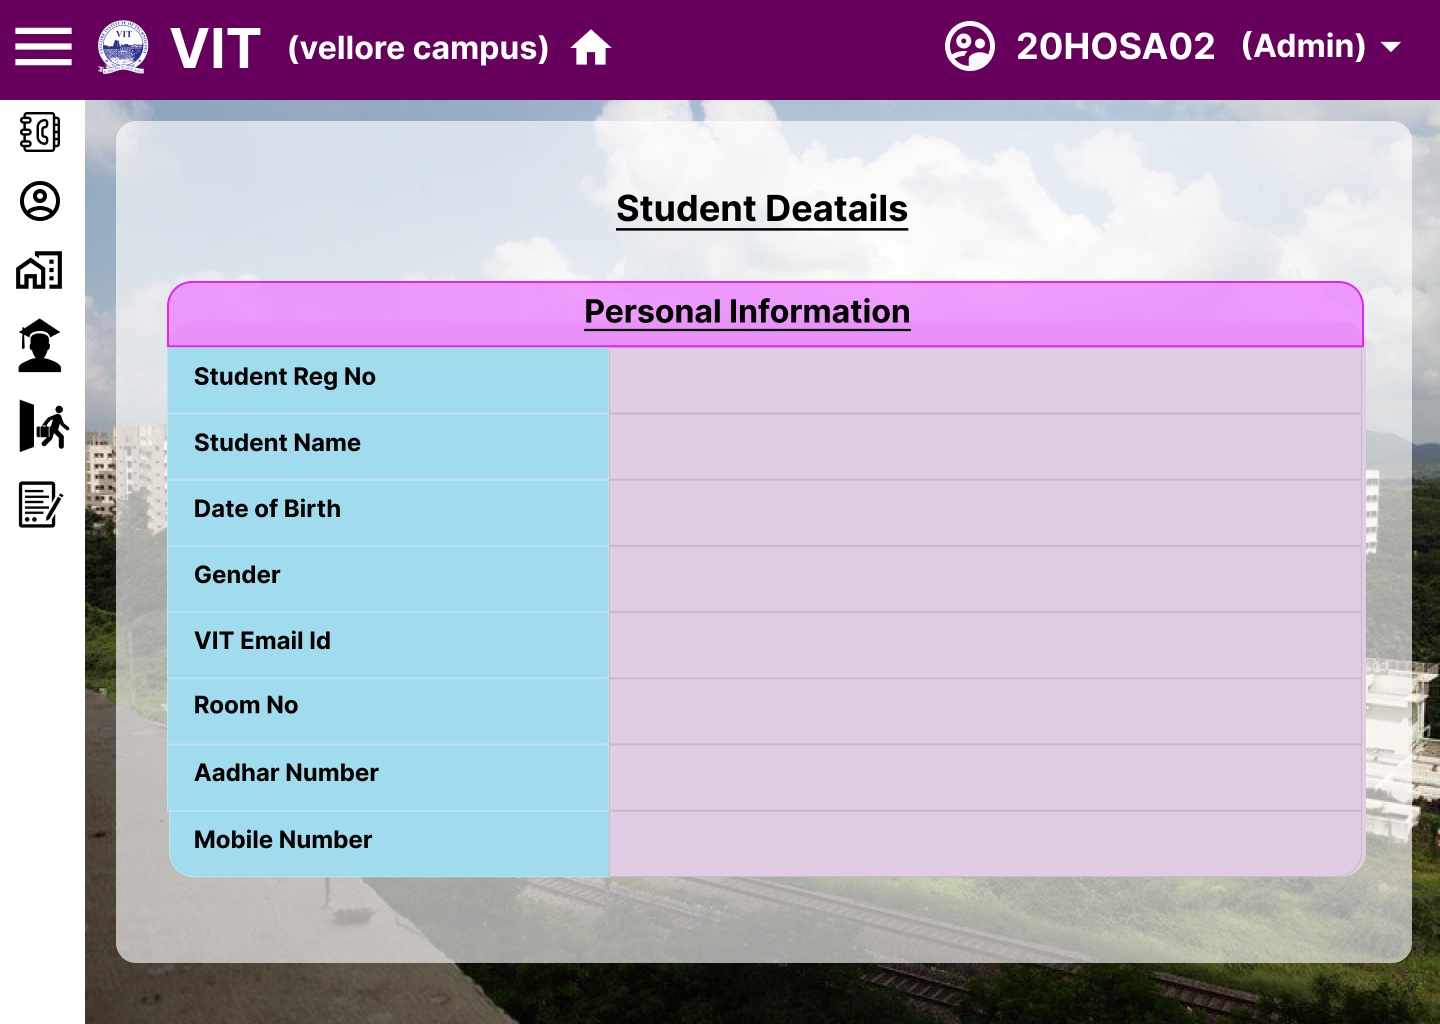 VIT
VIT (vellore campus)
20HOSA02 (Admin)
Student Deatails
Personal Information
Student Reg No
Student Name
Date of Birth
Gender
VIT Email Id
Room No
Aadhar Number
Mobile Number